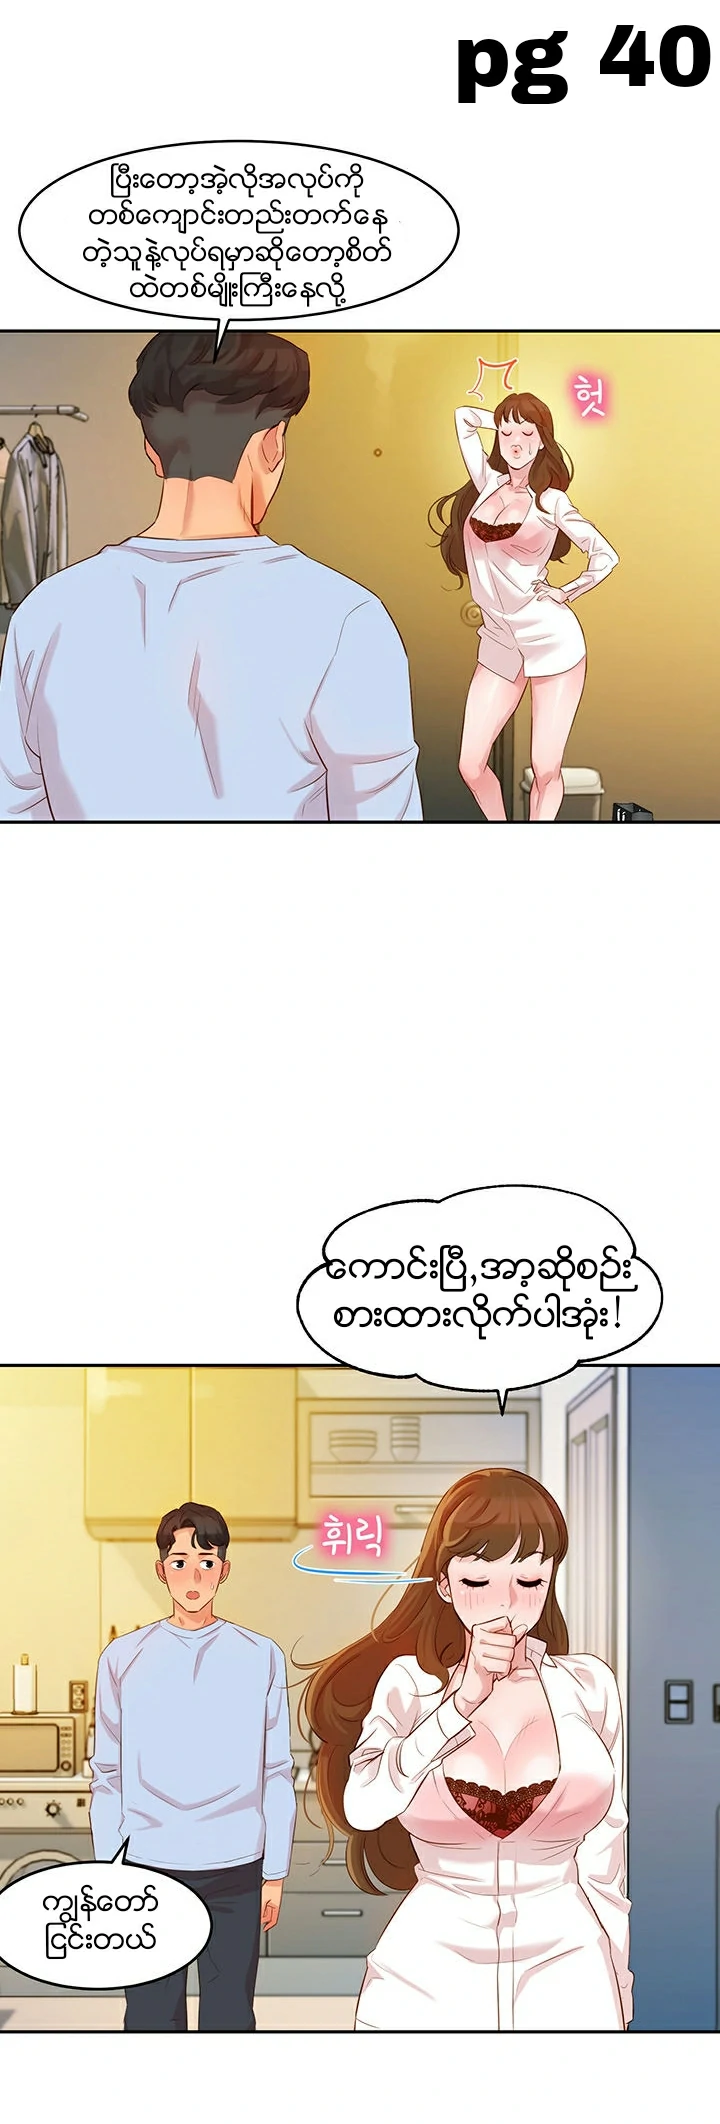 pg 40
ပြီးတော့အဲ့လိုအလုပ်ကို
တစ်ကျောင်းတည်းတက်နေ
တဲ့သူနဲ့လုပ်ရမှာဆိုတော့စိတ်
ထဲတစ်မျိုးကြီးနေလို့
헛
ကောင်းပြီ,အာ့ဆိုစဉ်း
စားထားလိုက်ပါအုံး!
휘릭
ကျွန်တော်
ငြင်းတယ်